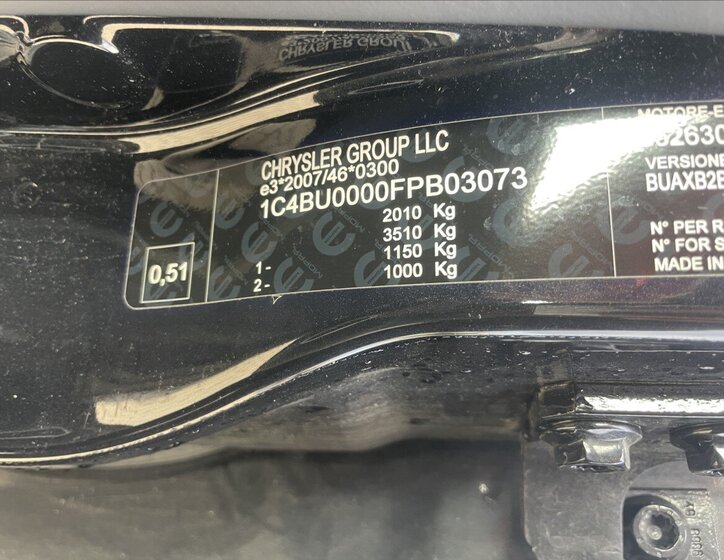 CHRYSLER GROUP LLC
e3*2007/46*0300
1C4BU0000FPB03073
2010 Kg
3510 Kg
1- 1150 Kg
2- 1000 Kg
0,51
VERSIONE
BUAXB2
N° PER R
N° FOR S
MADE IN